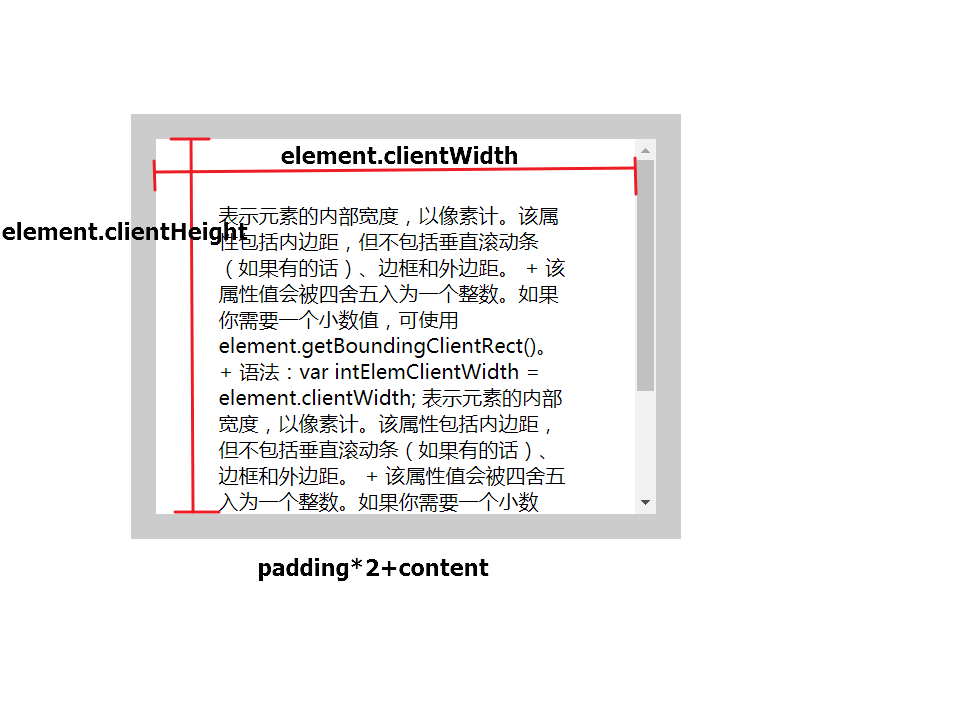 element.clientWidth
表示元素的内部宽度，以像素计。该属
element.clientHeight
性包括内边距，但不包括垂直滚动条
（如果有的话）、边框和外边距。 + 该
属性值会被四舍五入为一个整数。如果
你需要一个小数值，可使用
element.getBoundingClientRect()。
+ 语法：var intElemClientWidth =
element.clientWidth; 表示元素的内部
宽度，以像素计。该属性包括内边距，
但不包括垂直滚动条（如果有的话）、
边框和外边距。 + 该属性值会被四舍五
入为一个整数。如果你需要一个小数
padding*2+content